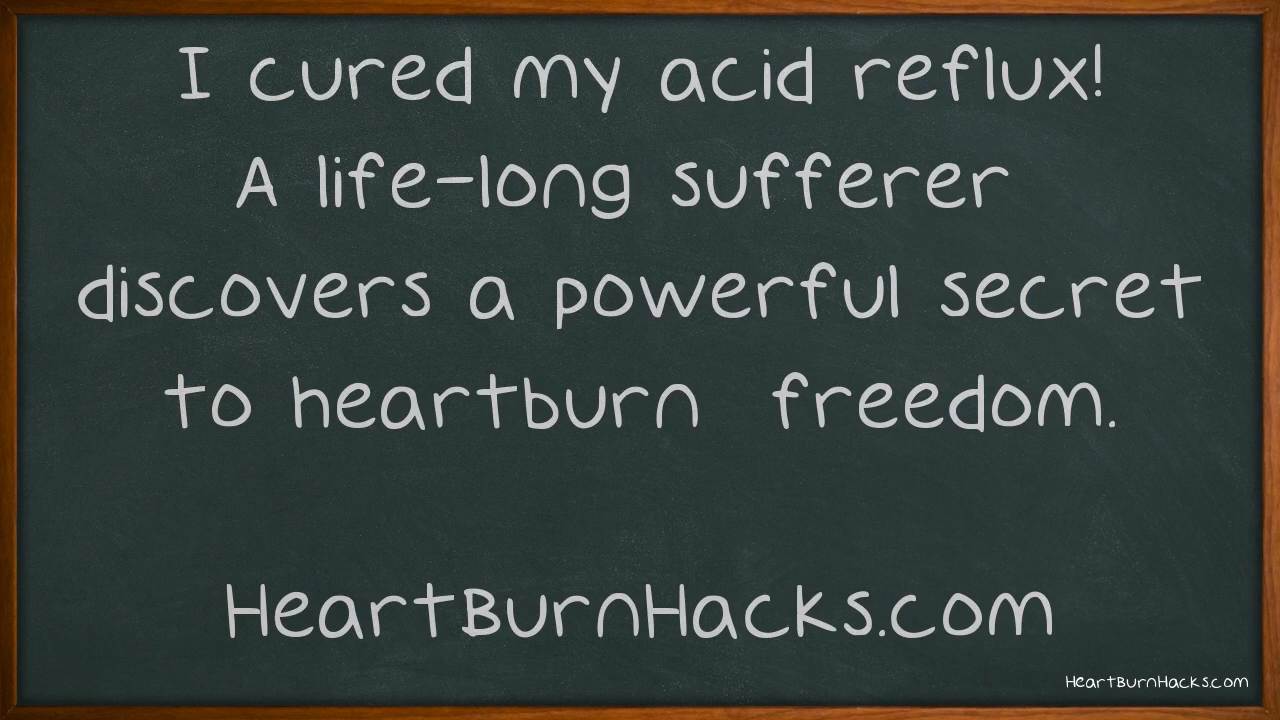 I cured my acid reflux!
A life-long sufferer
discovers a powerful secret
to heartburn  freedom.
HeartBurnHacks.com
HeartBurnHacks.com